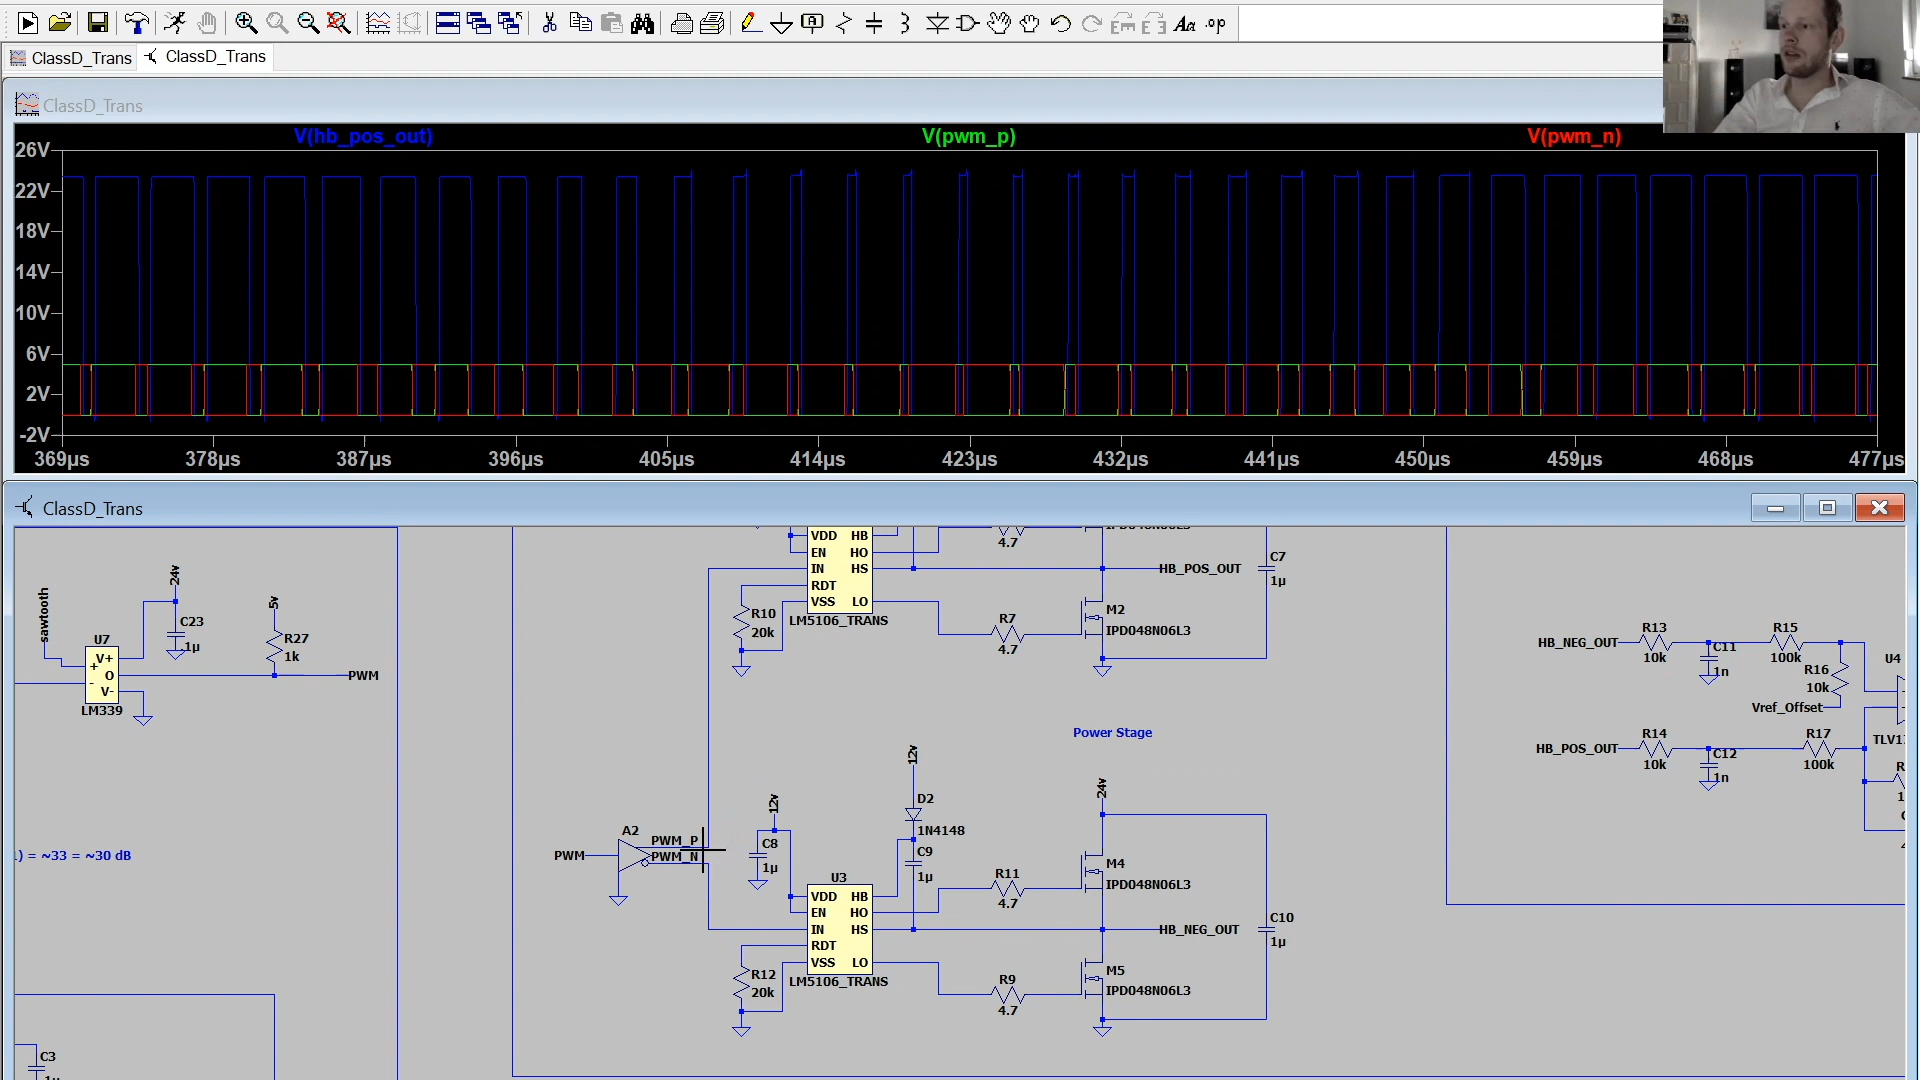 ClassD_Trans
ClassD_Trans
ClassD_Trans
V(hb_pos_out)
V(pwm_p)
V(pwm_n)
26V
22V
18V
14V
10V
6V
2V
-2V
369µs
378µs
387µs
396µs
405µs
414µs
423µs
432µs
441µs
450µs
459µs
468µs
477µs
ClassD_Trans
sawtooth
24v
C23
1µ
5v
R27
1k
U7
V+
O
V-
LM339
PWM
) = ~33 = ~30 dB
C3
1µ
VDD HB
EN HO
IN HS
RDT
VSS LO
LM5106_TRANS
R10
20k
4.7
HB_POS_OUT
C7
1µ
R7
4.7
M2
IPD048N06L3
Power Stage
A2
PWM
PWM_P
PWM_N
12v
C8
1µ
12v
D2
1N4148
C9
1µ
U3
VDD HB
EN HO
IN HS
RDT
VSS LO
LM5106_TRANS
R12
20k
24v
R11
4.7
M4
IPD048N06L3
HB_NEG_OUT
C10
1µ
R9
4.7
M5
IPD048N06L3
HB_NEG_OUT
R13
10k
C11
1n
R15
100k
R16
10k
Vref_Offset
U4
HB_POS_OUT
R14
10k
C12
1n
R17
100k
TLV1
R